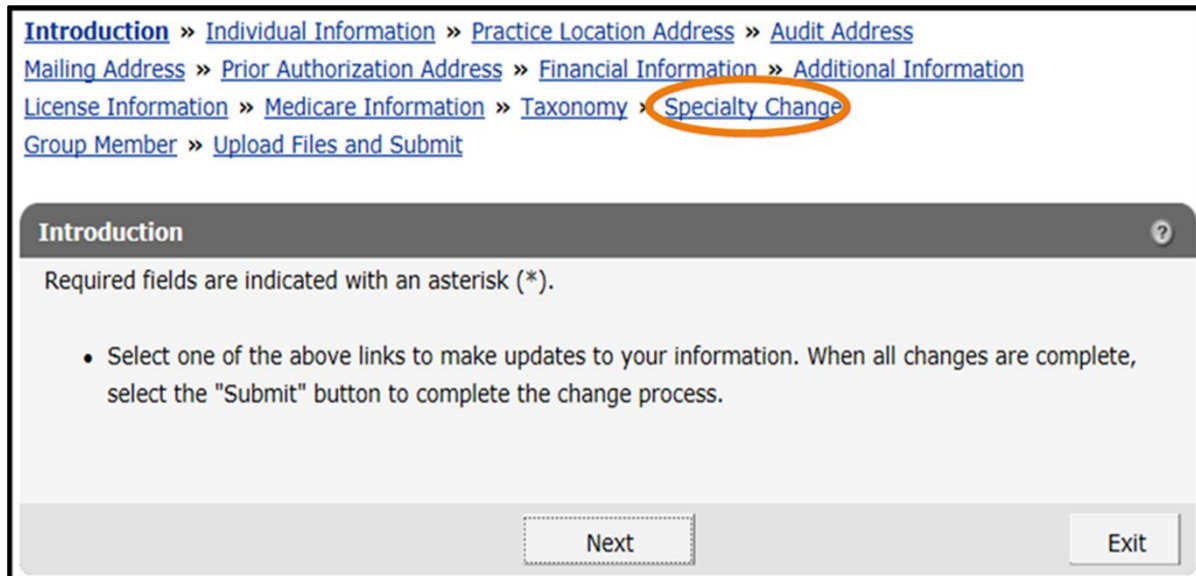 Introduction » Individual Information » Practice Location Address » Audit Address
Mailing Address » Prior Authorization Address » Financial Information » Additional Information
License Information » Medicare Information » Taxonomy » Specialty Change
Group Member » Upload Files and Submit
Introduction ?
Required fields are indicated with an asterisk (*).
• Select one of the above links to make updates to your information. When all changes are complete,
select the "Submit" button to complete the change process.
Next Exit